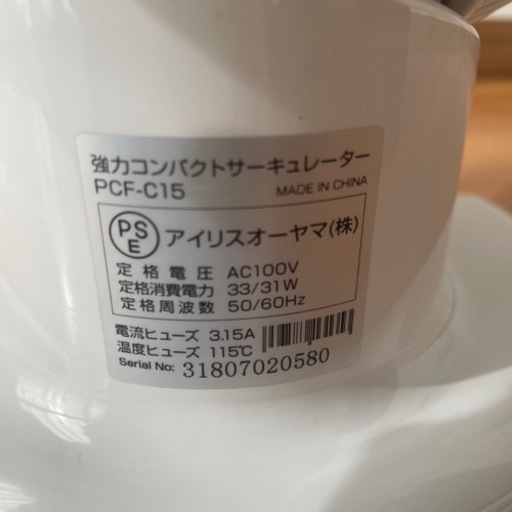 強力コンパクトサーキュレーター
PCF-C15 MADE IN CHINA
PSE アイリスオーヤマ(株)
定格電圧 AC100V
定格消費電力 33/31W
定格周波数 50/60Hz
電流ヒューズ 3.15A
温度ヒューズ 115℃
Serial No: 31807020580